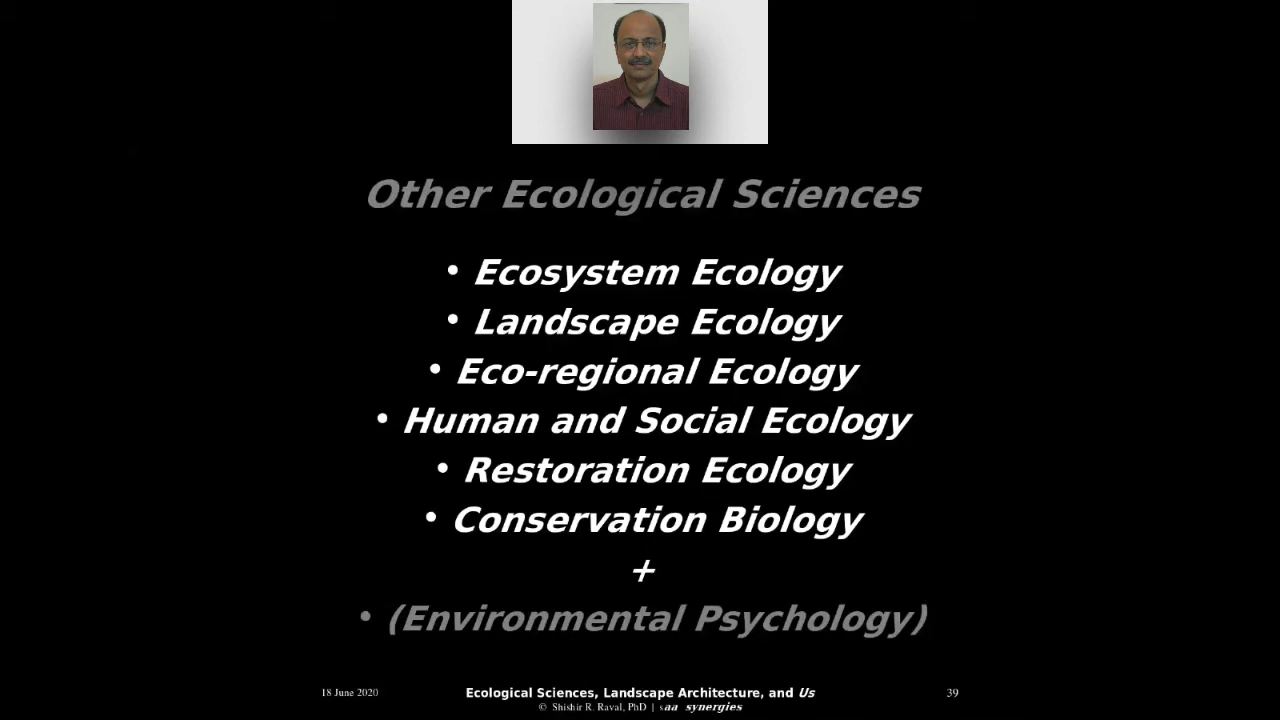 Other Ecological Sciences
• Ecosystem Ecology
• Landscape Ecology
• Eco-regional Ecology
• Human and Social Ecology
• Restoration Ecology
• Conservation Biology
+
• (Environmental Psychology)
18 June 2020
Ecological Sciences, Landscape Architecture, and Us
39
© Shishir R. Raval, PhD | saa synergies